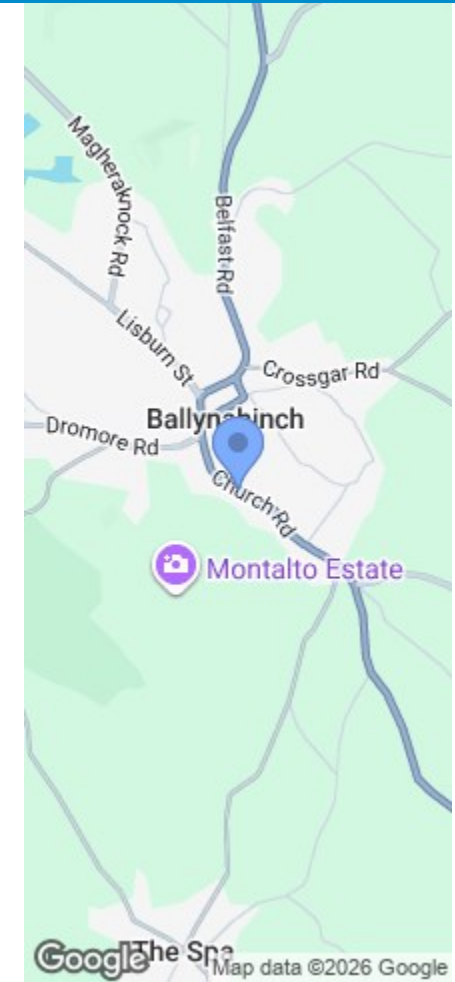 Magheraknock Rd
Belfast Rd
Lisburn St
Crossgar Rd
Ballynahinch
Dromore Rd
Church Rd
Montalto Estate
The Spa
Google
Map data ©2026 Google